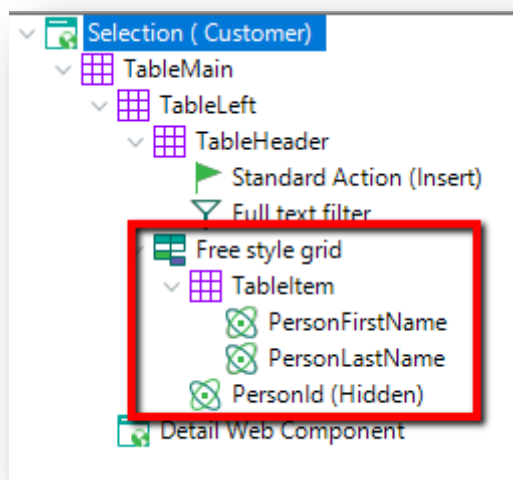 Selection ( Customer)
TableMain
TableLeft
TableHeader
Standard Action (Insert)
Full text filter
Free style grid
TableItem
PersonFirstName
PersonLastName
PersonId (Hidden)
Detail Web Component